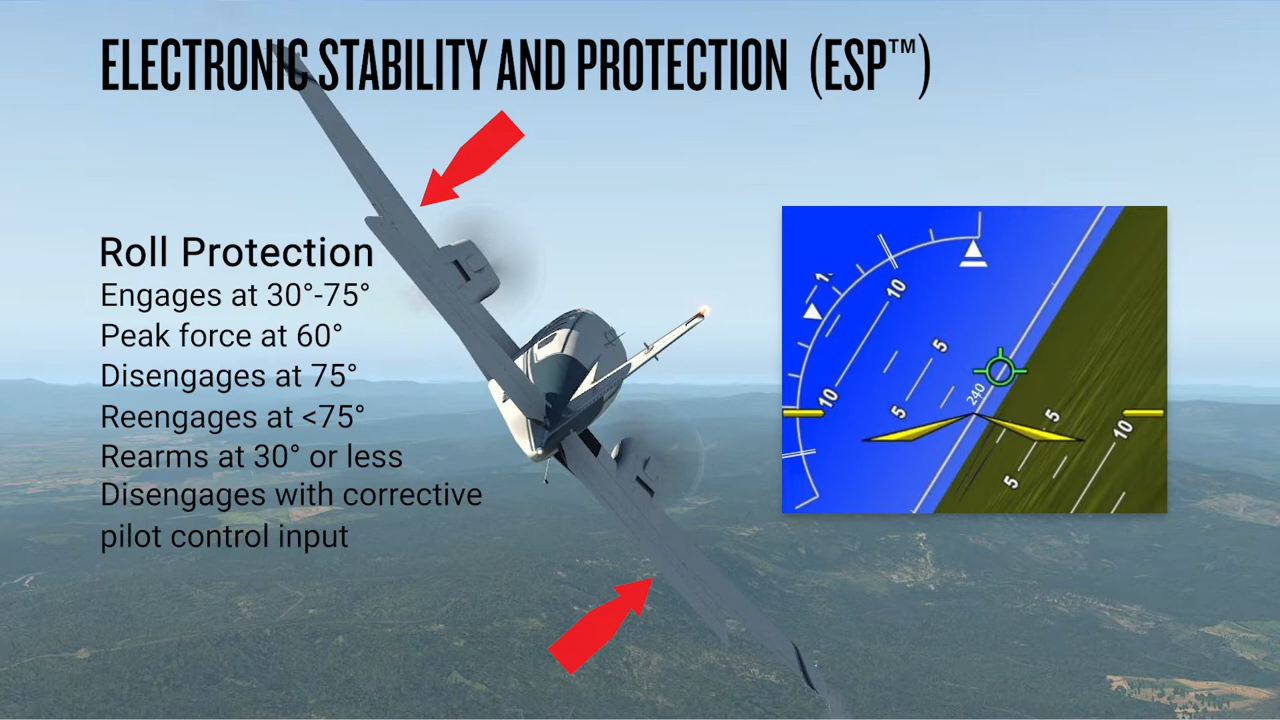 ELECTRONIC STABILITY AND PROTECTION (ESP™)
Roll Protection
Engages at 30°-75°
Peak force at 60°
Disengages at 75°
Reengages at <75°
Rearms at 30° or less
Disengages with corrective
pilot control input
1
10
5
10
5
240
5
10
5